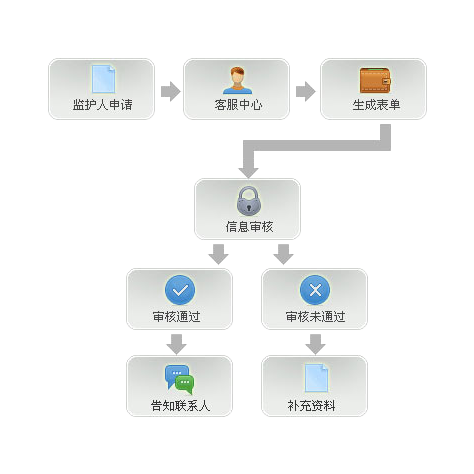 监护人申请
客服中心
生成表单
信息审核
审核通过
审核未通过
告知联系人
补充资料